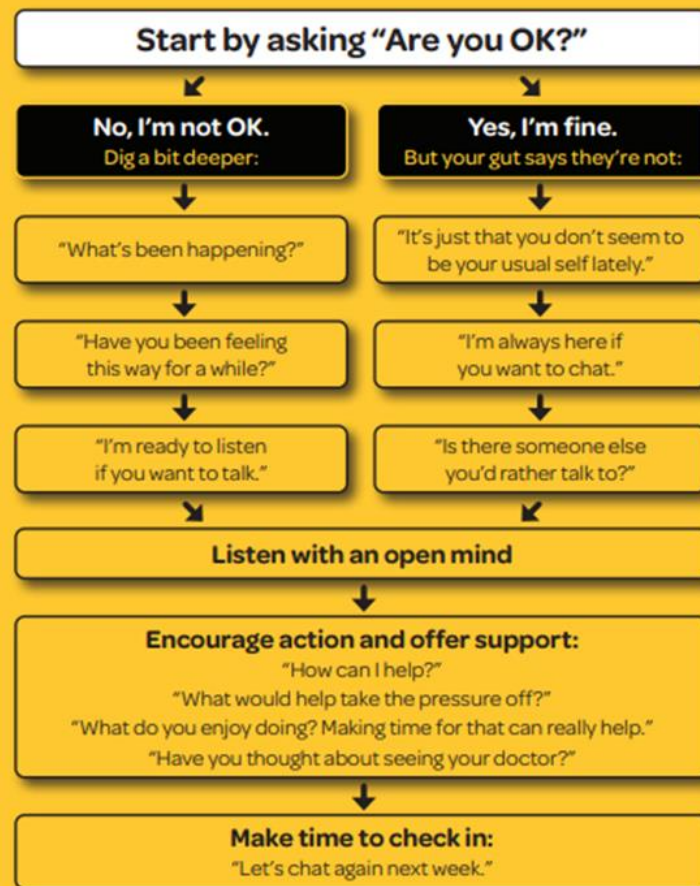 Start by asking “Are you OK?”
No, I’m not OK.
Dig a bit deeper:
“What’s been happening?”
“Have you been feeling
this way for a while?”
“I’m ready to listen
if you want to talk.”
Yes, I’m fine.
But your gut says they’re not:
“It’s just that you don’t seem to
be your usual self lately.”
“I’m always here if
you want to chat.”
“Is there someone else
you’d rather talk to?”
Listen with an open mind
Encourage action and offer support:
“How can I help?”
“What would help take the pressure off?”
“What do you enjoy doing? Making time for that can really help.”
“Have you thought about seeing your doctor?”
Make time to check in:
“Let’s chat again next week.”